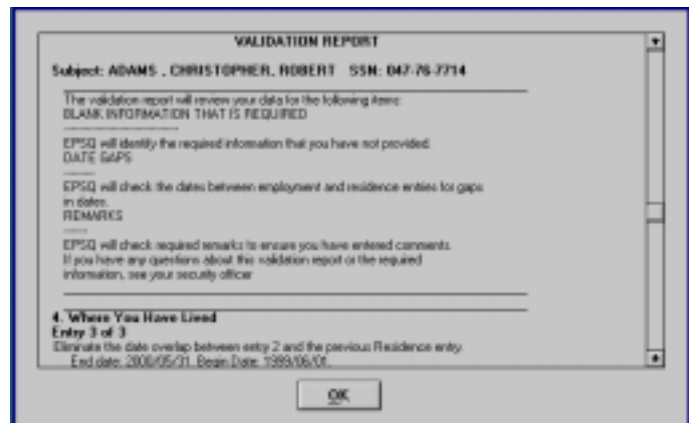 VALIDATION REPORT
Subject: ADAMS , CHRISTOPHER, ROBERT SSN: 047-76-7714
The validation report will review your data for the following items:
BLANK INFORMATION THAT IS REQUIRED
EPSQ will identify the required information that you have not provided.
DATE GAPS
EPSQ will check the dates between employment and residence entries for gaps
in dates.
REMARKS
EPSQ will check required remarks to ensure you have entered comments.
If you have any questions about this validation report or the required
information, see your security officer
4. Where You Have Lived
Entry 3 of 3
Eliminate the date overlap between entry 2 and the previous Residence entry.
End date: 2000/05/31. Begin Date: 1999/06/01.
OK